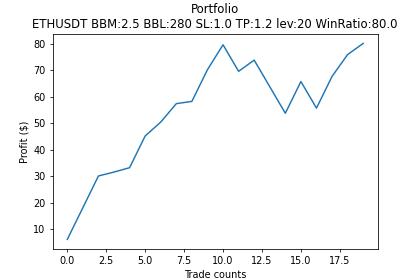 Portfolio
ETHUSDT BBM:2.5 BBL:280 SL:1.0 TP:1.2 lev:20 WinRatio:80.0
Profit ($)
80
70
60
50
40
30
20
10
0.0 2.5 5.0 7.5 10.0 12.5 15.0 17.5
Trade counts